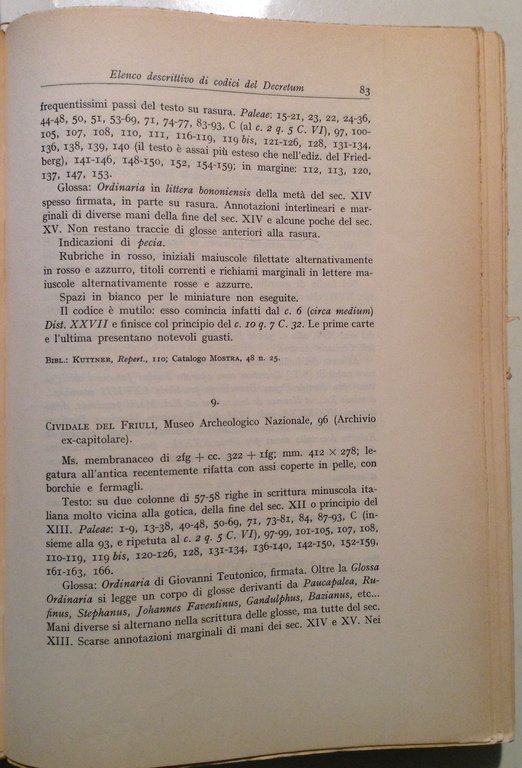 Elenco descrittivo di codici del Decretum 83
frequentissimi passi del testo su rasura. Paleae: 15-21, 23, 22, 24-36,
44-48, 50, 51, 53-69, 71, 74-77, 83-93, C (al c. 2 q. 5 C. VI), 97, 100-
105, 107, 108, 110, 111, 116-119, 119 bis, 121-126, 128, 131-134,
136, 138, 139, 140 (il testo è assai più esteso che nell'ediz. del Fried-
berg), 141-146, 148-150, 152, 154-159; in margine: 112, 113, 120,
137, 147, 153.
Glossa: Ordinaria in littera bononiensis della metà del sec. XIV
spesso firmata, in parte su rasura. Annotazioni interlineari e mar-
ginali di diverse mani della fine del sec. XIV e alcune poche del sec.
XV. Non restano traccie di glosse anteriori alla rasura.
Indicazioni di pecia.
Rubriche in rosso, iniziali maiuscole filettate alternativamente
in rosso e azzurro, titoli correnti e richiami marginali in lettere ma-
iuscole alternativamente rosse e azzurre.
Spazi in bianco per le miniature non eseguite.
Il codice è mutilo: esso comincia infatti dal c. 6 (circa medium)
Dist. XXVII e finisce col principio del c. 10 q. 7 C. 32. Le prime carte
e l'ultima presentano notevoli guasti.
Bibl.: Kuttner, Repert., 110; Catalogo Mostra, 48 n. 25.
9.
Cividale del Friuli, Museo Archeologico Nazionale, 96 (Archivio
ex-capitolare).
Ms. membranaceo di 2fg + cc. 322 + 1fg; mm. 412 × 278; le-
gatura all'antica recentemente rifatta con assi coperte in pelle, con
borchie e fermagli.
Testo: su due colonne di 57-58 righe in scrittura minuscola ita-
liana molto vicina alla gotica, della fine del sec. XII o principio del
XIII. Paleae: 1-9, 13-38, 40-48, 50-69, 71, 73-81, 84, 87-93, C (in-
sieme alla 93, e ripetuta al c. 2 q. 5 C. VI), 97-99, 101-105, 107, 108,
110-119, 119 bis, 120-126, 128, 131-134, 136-140, 142-150, 152-159,
161-163, 166.
Glossa: Ordinaria di Giovanni Teutonico, firmata. Oltre la Glossa
Ordinaria si legge un corpo di glosse derivanti da Paucapalea, Ru-
finus, Stephanus, Johannes Faventinus, Gandulphus, Bazianus, etc...
Mani diverse si alternano nella scrittura delle glosse, ma tutte del sec.
XIII. Scarse annotazioni marginali di mani dei sec. XIV e XV. Nei